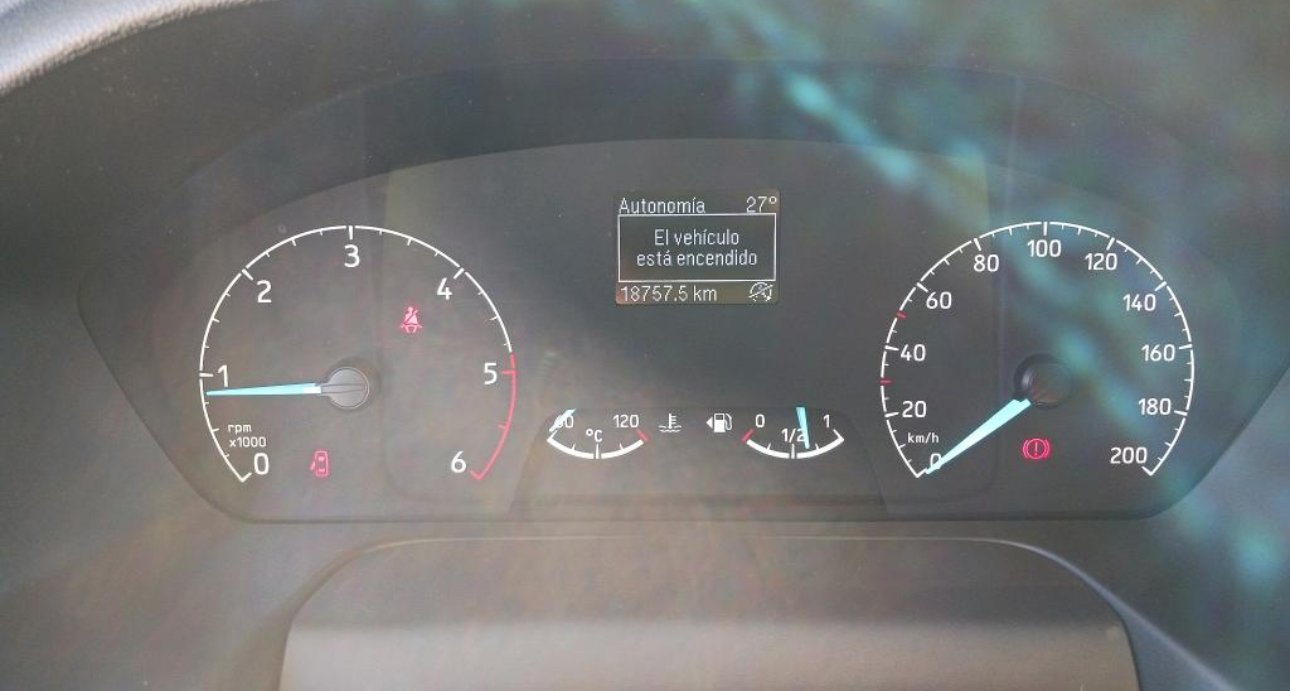 Autonomía 27°
El vehículo
está encendido
18757.5 km
0
1
2
3
4
5
6
rpm
x1000
60 120
°C
0 1/2 1
0
20
40
60
80
100
120
140
160
180
200
km/h